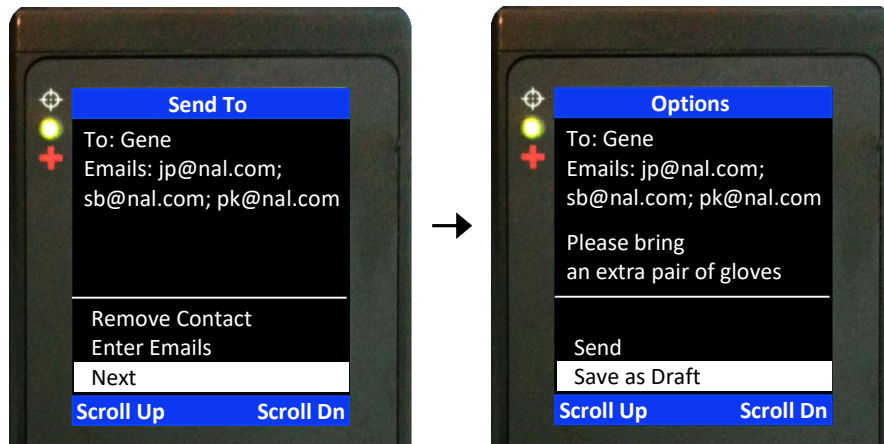 Send To
To: Gene
Emails: jp@nal.com;
sb@nal.com; pk@nal.com
Remove Contact
Enter Emails
Next
Scroll Up Scroll Dn
Options
To: Gene
Emails: jp@nal.com;
sb@nal.com; pk@nal.com
Please bring
an extra pair of gloves
Send
Save as Draft
Scroll Up Scroll Dn